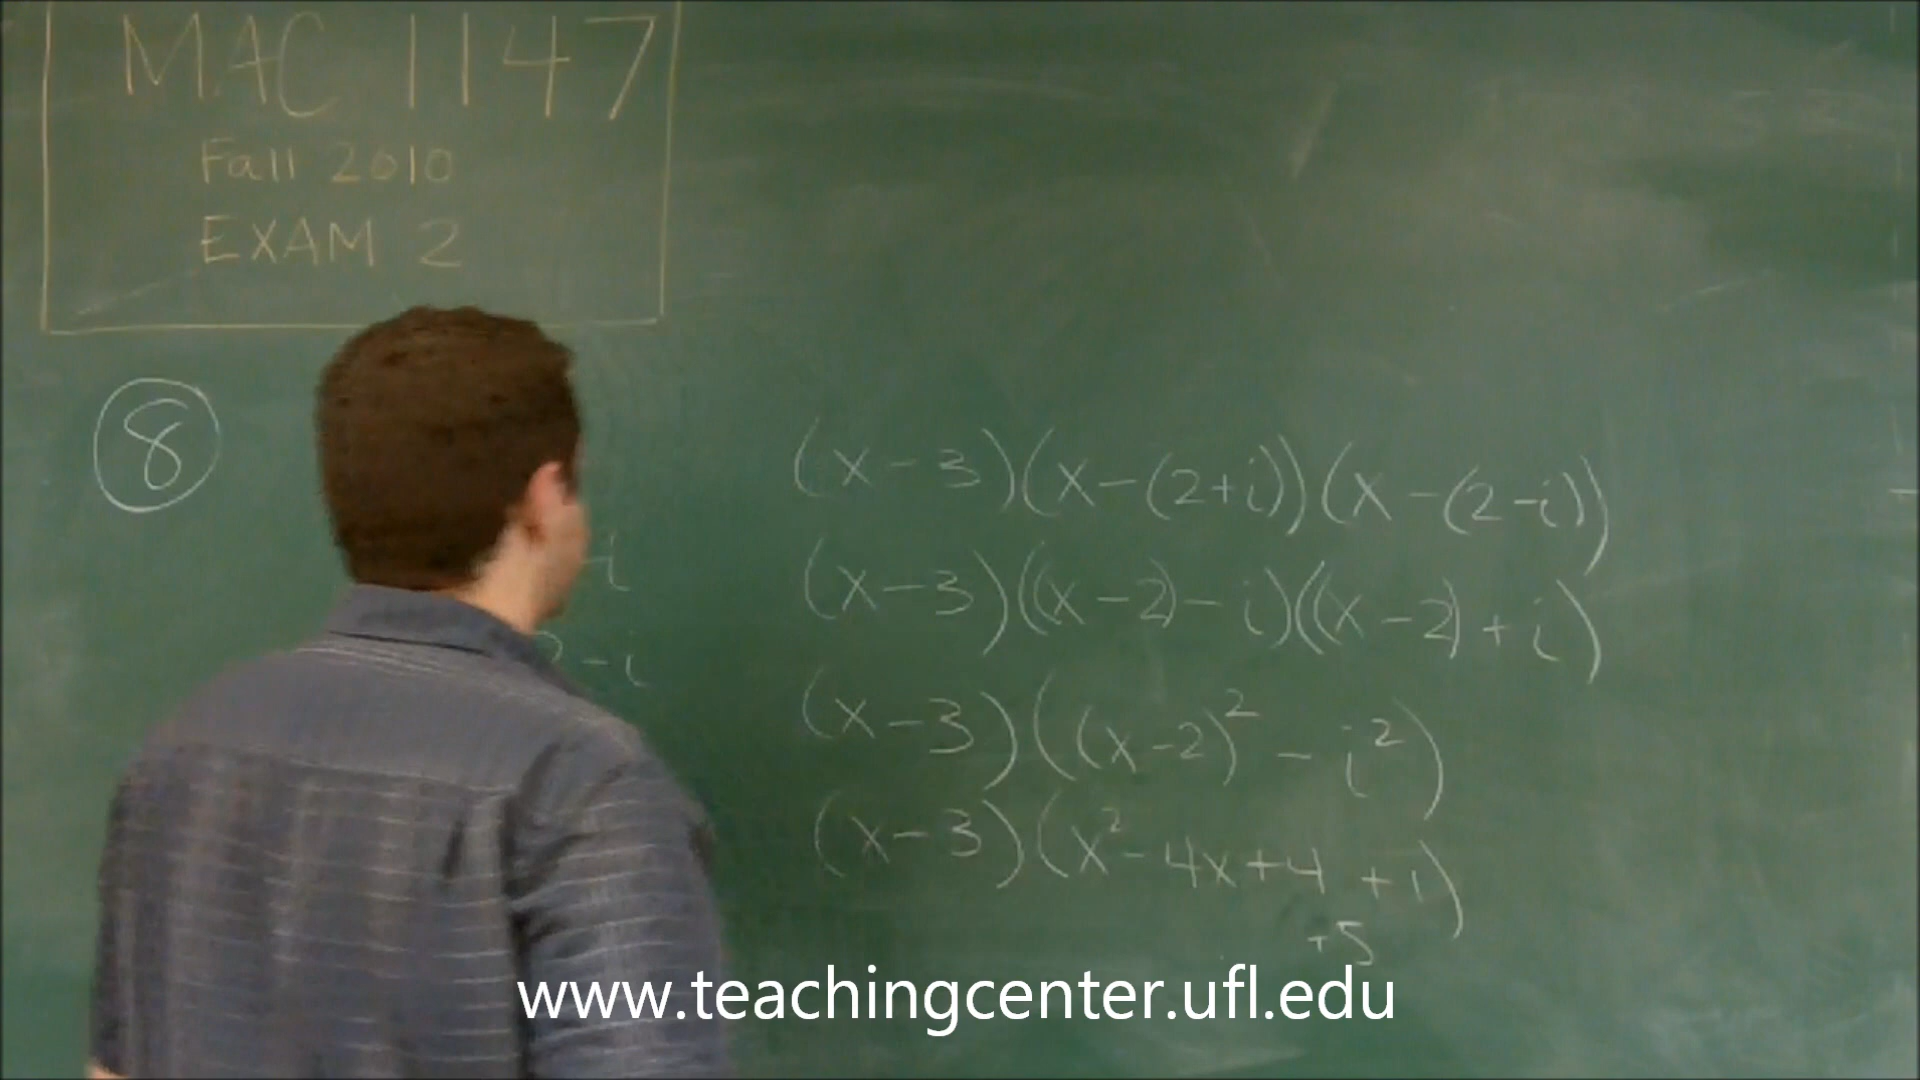 MAC 1147
Fall 2010
EXAM 2
8
(x-3)(x-(2+i))(x-(2-i))
(x-3)((x-2)-i)((x-2)+i)
-i
(x-3)((x-2)²-i²)
(x-3)(x²-4x+4+1)
+5
www.teachingcenter.ufl.edu